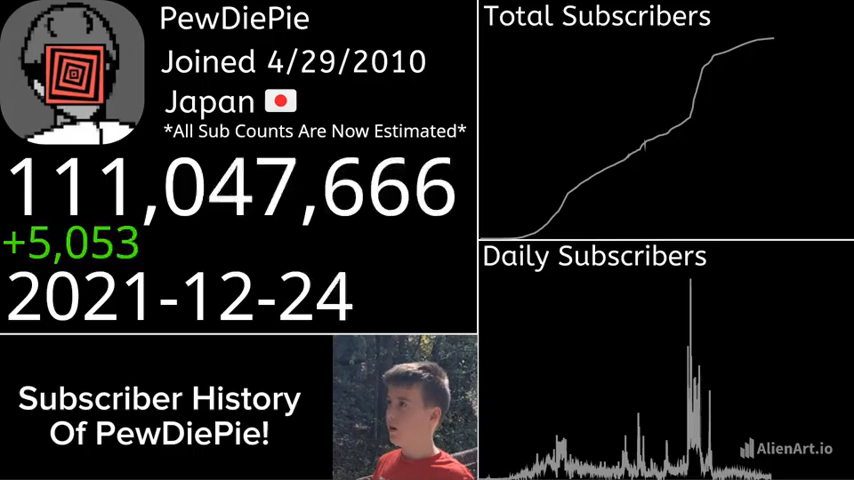 PewDiePie
Joined 4/29/2010
Japan
*All Sub Counts Are Now Estimated*
111,047,666
+5,053
2021-12-24
Subscriber History
Of PewDiePie!
Total Subscribers
Daily Subscribers
AlienArt.io